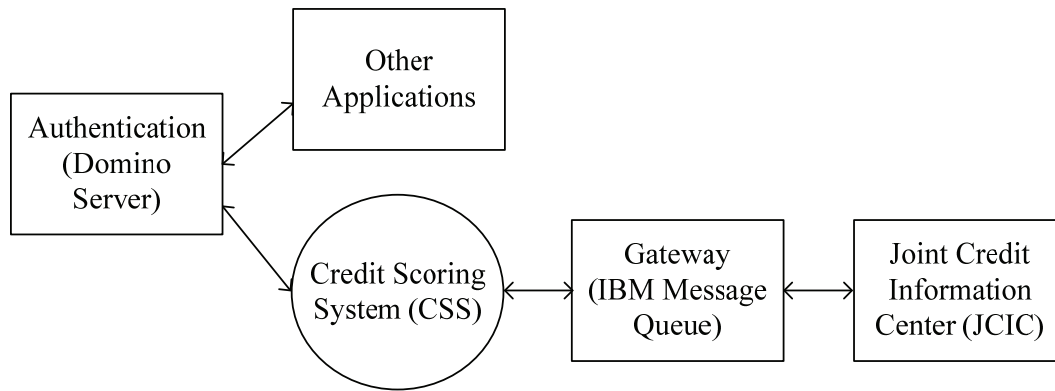 Other
Applications
Authentication
(Domino
Server)
Credit Scoring
System (CSS)
Gateway
(IBM Message
Queue)
Joint Credit
Information
Center (JCIC)